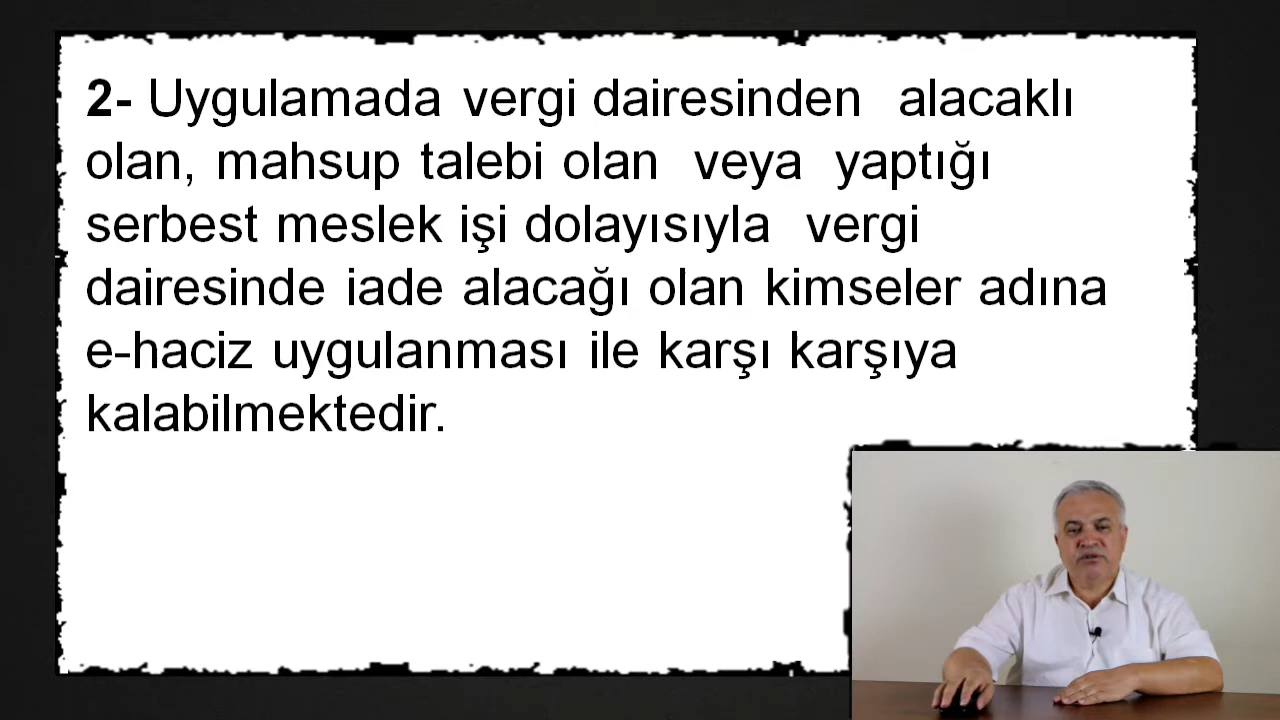 2- Uygulamada vergi dairesinden alacaklı
olan, mahsup talebi olan veya yaptığı
serbest meslek işi dolayısıyla vergi
dairesinde iade alacağı olan kimseler adına
e-haciz uygulanması ile karşı karşıya
kalabilmektedir.